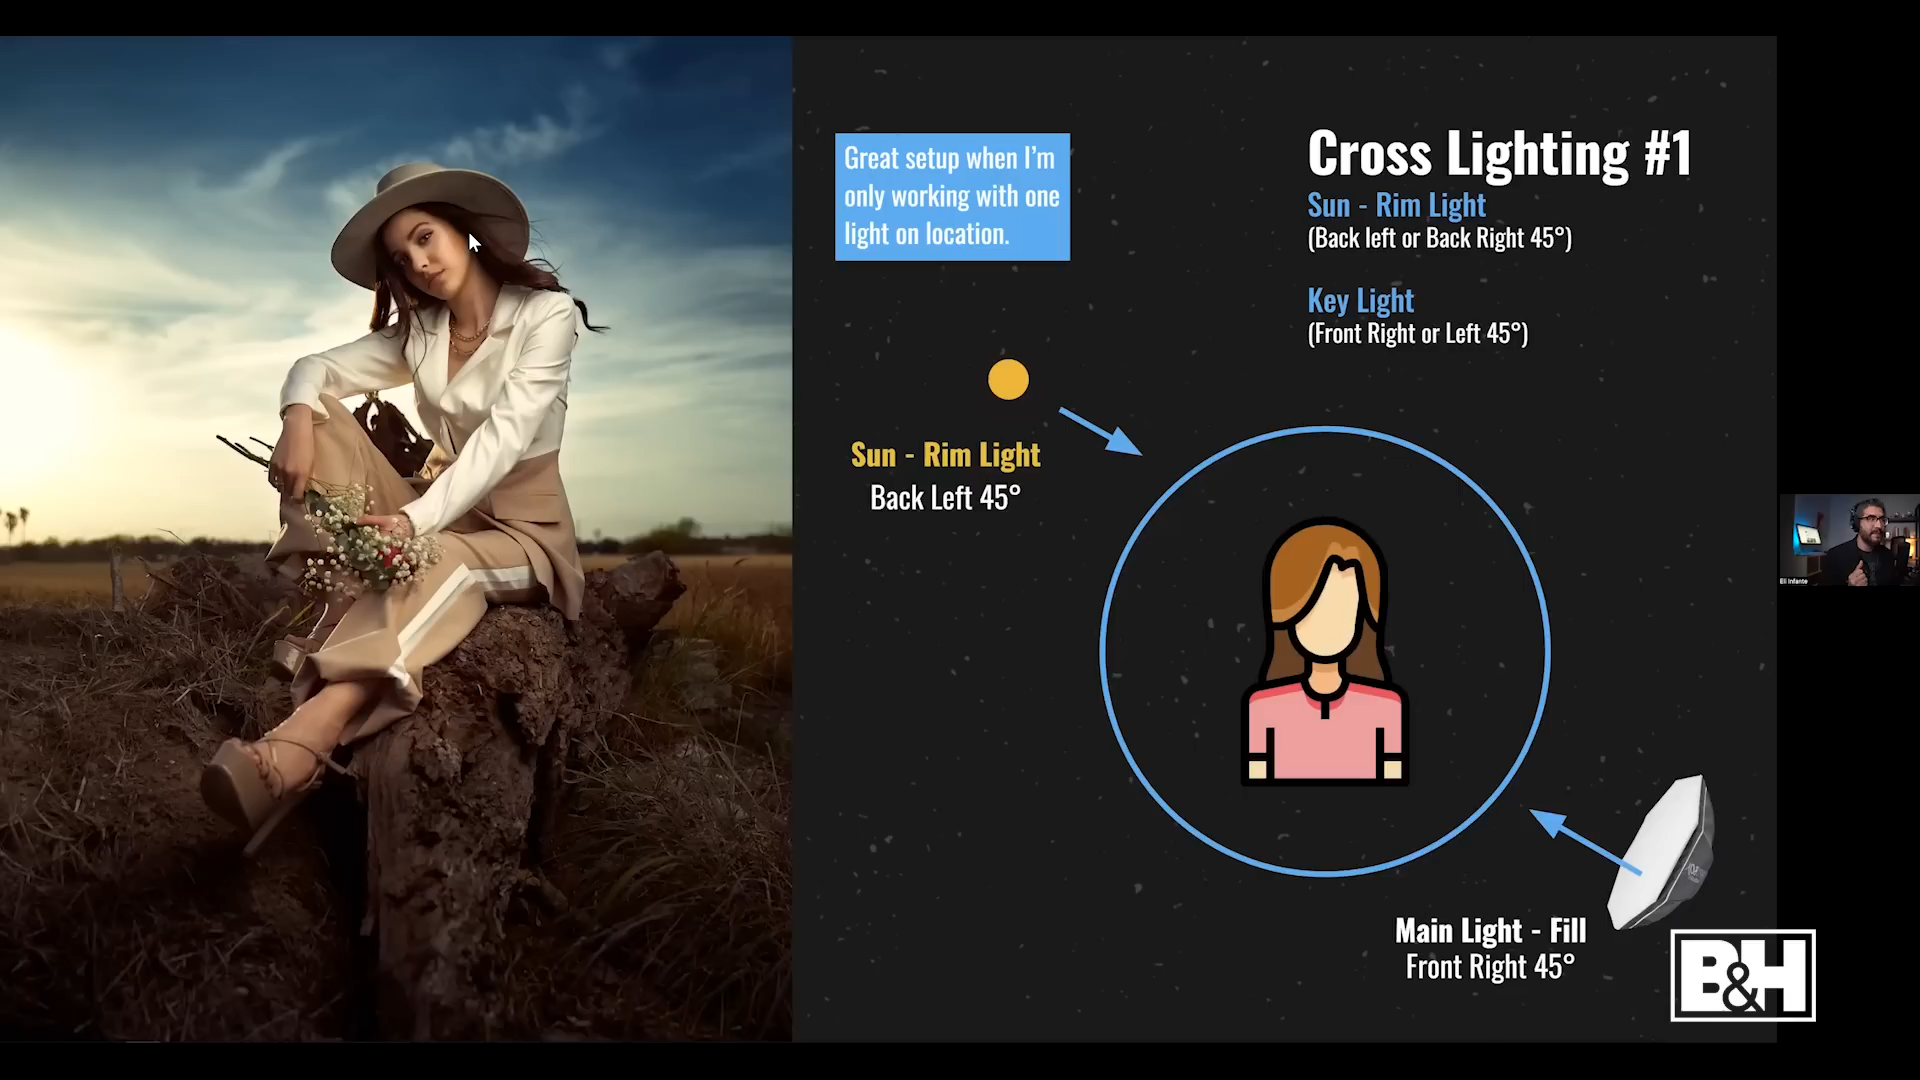 Great setup when I'm
only working with one
light on location.
Cross Lighting #1
Sun - Rim Light
(Back left or Back Right 45°)
Key Light
(Front Right or Left 45°)
Sun - Rim Light
Back Left 45°
Eli Infante
Main Light - Fill
Front Right 45°
B&H